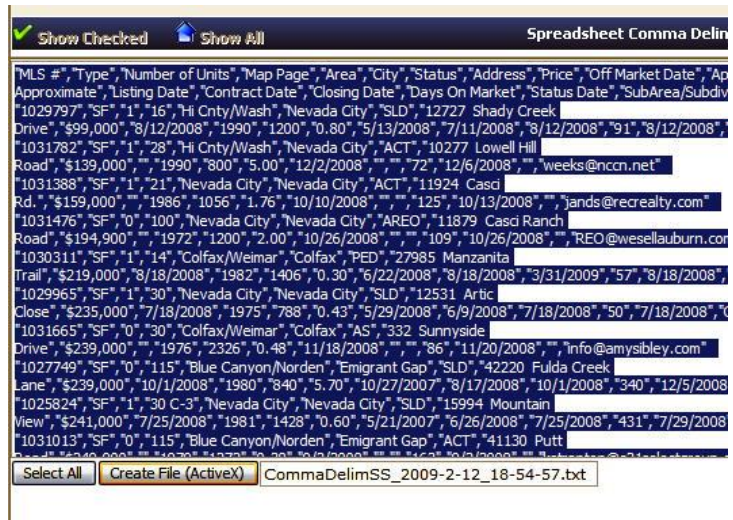 Show Checked Show All Spreadsheet Comma Delin
"MLS #","Type","Number of Units","Map Page","Area","City","Status","Address","Price","Off Market Date","Ap
Approximate","Listing Date","Contract Date","Closing Date","Days On Market","Status Date","SubArea/Subdiv
"1029797","SF","1","16","Hi Cnty/Wash","Nevada City","SLD","12727 Shady Creek
Drive","$99,000","8/12/2008","1990","1200","0.80","5/13/2008","7/11/2008","8/12/2008","91","8/12/2008","
"1031782","SF","1","28","Hi Cnty/Wash","Nevada City","ACT","10277 Lowell Hill
Road","$139,000","","1990","800","5.00","12/2/2008","","","72","12/6/2008","","weeks@nccn.net"
"1031388","SF","1","21","Nevada City","Nevada City","ACT","11924 Casci
Rd.","$159,000","","1986","1056","1.76","10/10/2008","","","125","10/13/2008","","jands@recrealty.com"
"1031476","SF","0","100","Nevada City","Nevada City","AREO","11879 Casci Ranch
Road","$194,900","","1972","1200","2.00","10/26/2008","","","109","10/26/2008","","REO@wesellauburn.com
"1030311","SF","1","14","Colfax/Weimar","Colfax","PED","27985 Manzanita
Trail","$219,000","8/18/2008","1982","1406","0.30","6/22/2008","8/18/2008","3/31/2009","57","8/18/2008",
"1029965","SF","1","30","Nevada City","Nevada City","SLD","12531 Artic
Close","$235,000","7/18/2008","1975","788","0.43","5/29/2008","6/9/2008","7/18/2008","50","7/18/2008","
"1031665","SF","0","30","Colfax/Weimar","Colfax","AS","332 Sunnyside
Drive","$239,000","","1976","2326","0.48","11/18/2008","","","86","11/20/2008","","info@amysibley.com"
"1027749","SF","0","115","Blue Canyon/Norden","Emigrant Gap","SLD","42220 Fulda Creek
Lane","$239,000","10/1/2008","1980","840","5.70","10/27/2007","8/17/2008","10/1/2008","340","12/5/2008
"1025824","SF","1","30 C-3","Nevada City","Nevada City","SLD","15994 Mountain
View","$241,000","7/25/2008","1981","1428","0.60","5/21/2007","6/26/2008","7/25/2008","431","7/29/2008
"1031013","SF","0","115","Blue Canyon/Norden","Emigrant Gap","ACT","41130 Putt
Select All Create File (ActiveX) CommaDelimSS_2009-2-12_18-54-57.txt